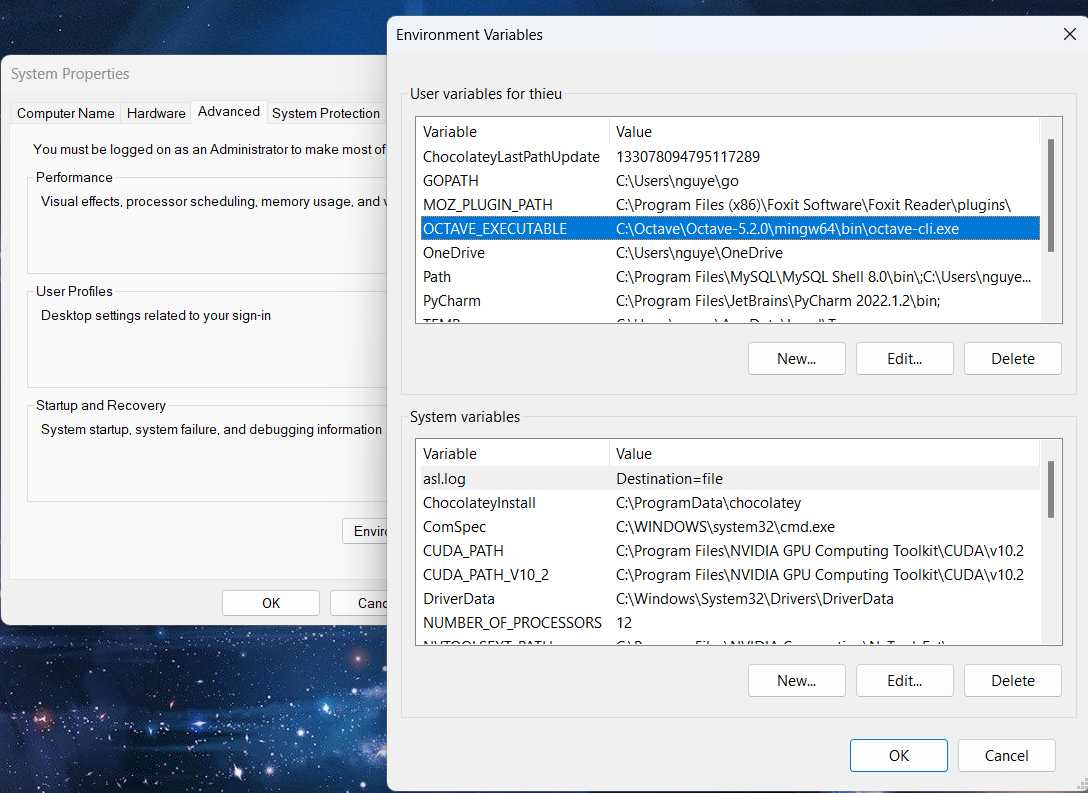 System Properties
Computer Name Hardware Advanced System Protection
You must be logged on as an Administrator to make most of
Performance
Visual effects, processor scheduling, memory usage, and
User Profiles
Desktop settings related to your sign-in
Startup and Recovery
System startup, system failure, and debugging information
OK
Environment Variables
User variables for thieu
Variable Value
ChocolateyLastPathUpdate 133078094795117289
GOPATH C:\Users\nguye\go
MOZ_PLUGIN_PATH C:\Program Files (x86)\Foxit Software\Foxit Reader\plugins\
OCTAVE_EXECUTABLE C:\Octave\Octave-5.2.0\mingw64\bin\octave-cli.exe
OneDrive C:\Users\nguye\OneDrive
Path C:\Program Files\MySQL\MySQL Shell 8.0\bin\;C:\Users\nguye...
PyCharm C:\Program Files\JetBrains\PyCharm 2022.1.2\bin;
New... Edit... Delete
System variables
Variable Value
asl.log Destination=file
ChocolateyInstall C:\ProgramData\chocolatey
ComSpec C:\WINDOWS\system32\cmd.exe
CUDA_PATH C:\Program Files\NVIDIA GPU Computing Toolkit\CUDA\v10.2
CUDA_PATH_V10_2 C:\Program Files\NVIDIA GPU Computing Toolkit\CUDA\v10.2
DriverData C:\Windows\System32\Drivers\DriverData
NUMBER_OF_PROCESSORS 12
New... Edit... Delete
OK Cancel